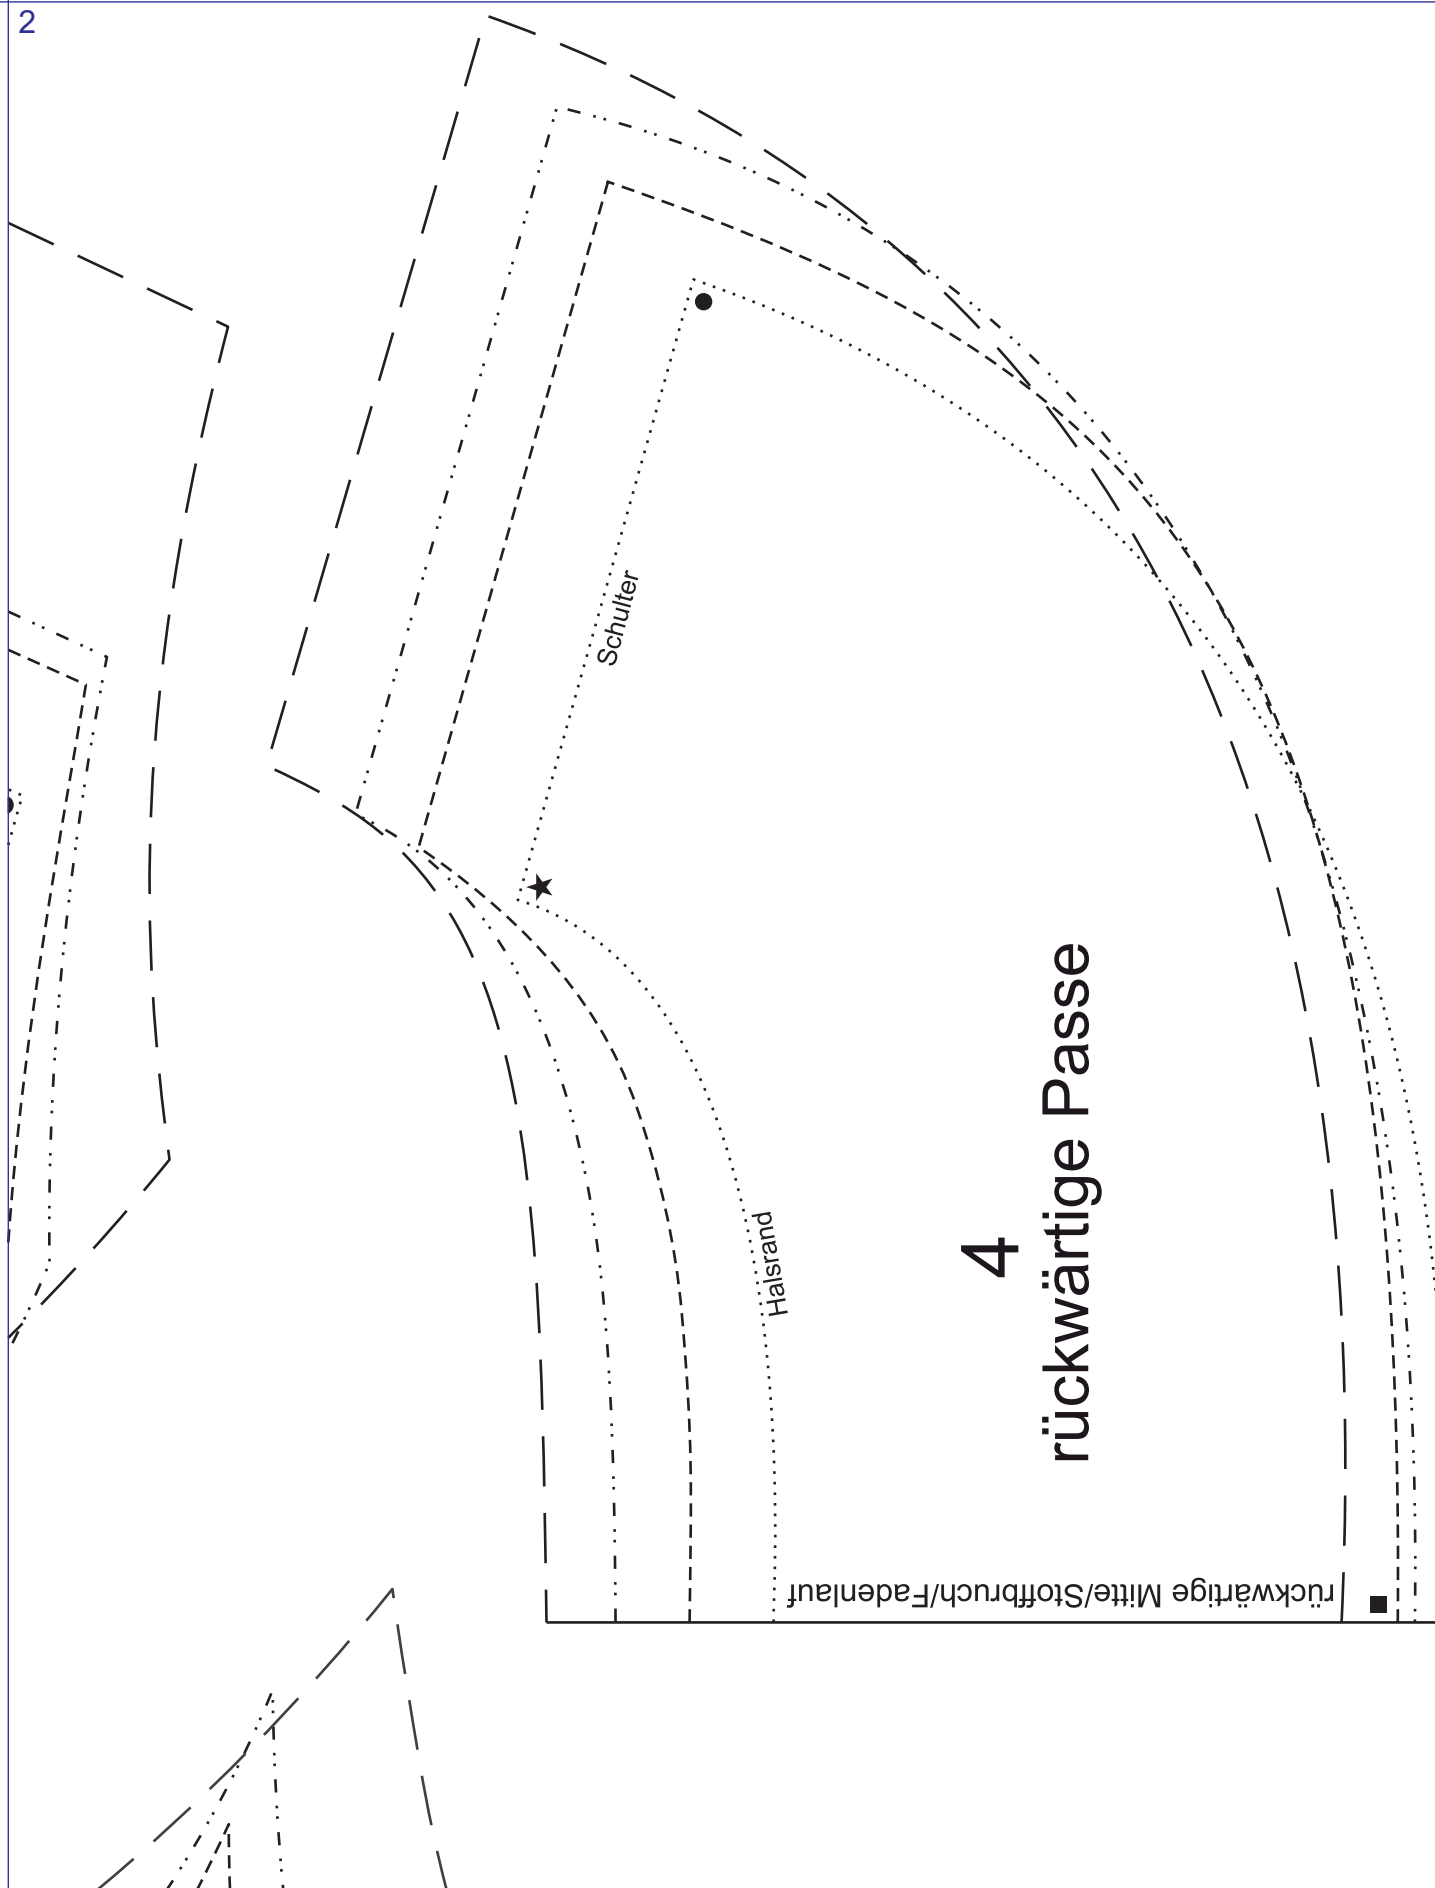 2
Schulter
Halsrand
4
rückwärtige Passe
rückwärtige Mitte/Stoffbruch/Fadenlauf